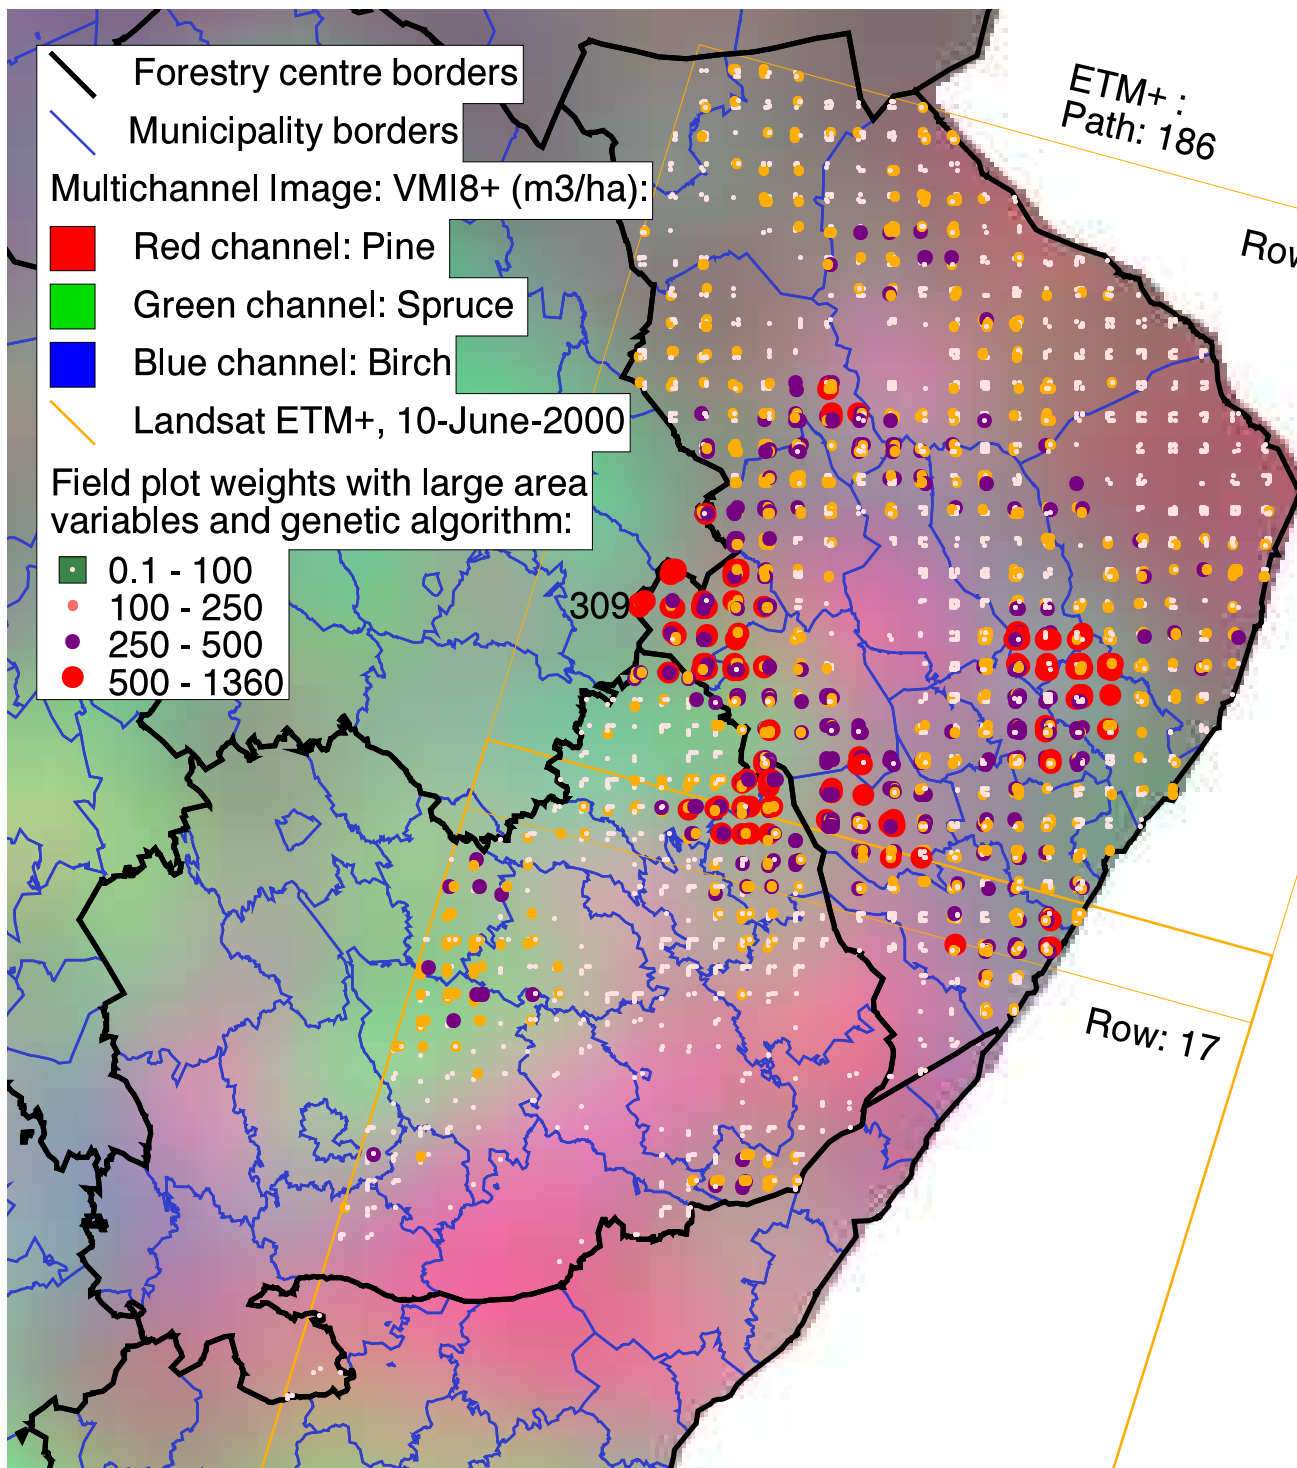 Forestry centre borders
Municipality borders
Multichannel Image: VMI8+ (m3/ha):
Red channel: Pine
Green channel: Spruce
Blue channel: Birch
Landsat ETM+, 10-June-2000
Field plot weights with large area
variables and genetic algorithm:
0.1 - 100
100 - 250
250 - 500
500 - 1360
309
ETM+ :
Path: 186
Row
Row: 17